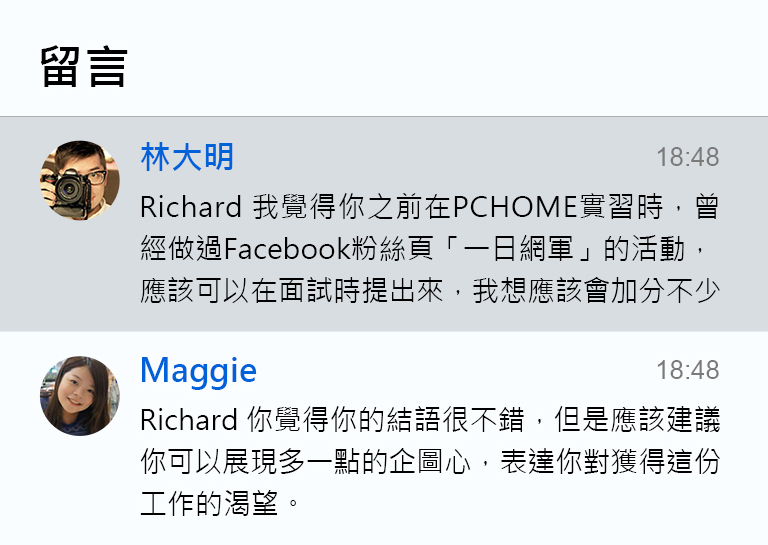 留言
林大明
18:48
Richard 我覺得你之前在PCHOME實習時，曾
經做過Facebook粉絲頁「一日網軍」的活動，
應該可以在面試時提出來，我想應該會加分不少
Maggie
18:48
Richard 你覺得你的結語很不錯，但是應該建議
你可以展現多一點的企圖心，表達你對獲得這份
工作的渴望。